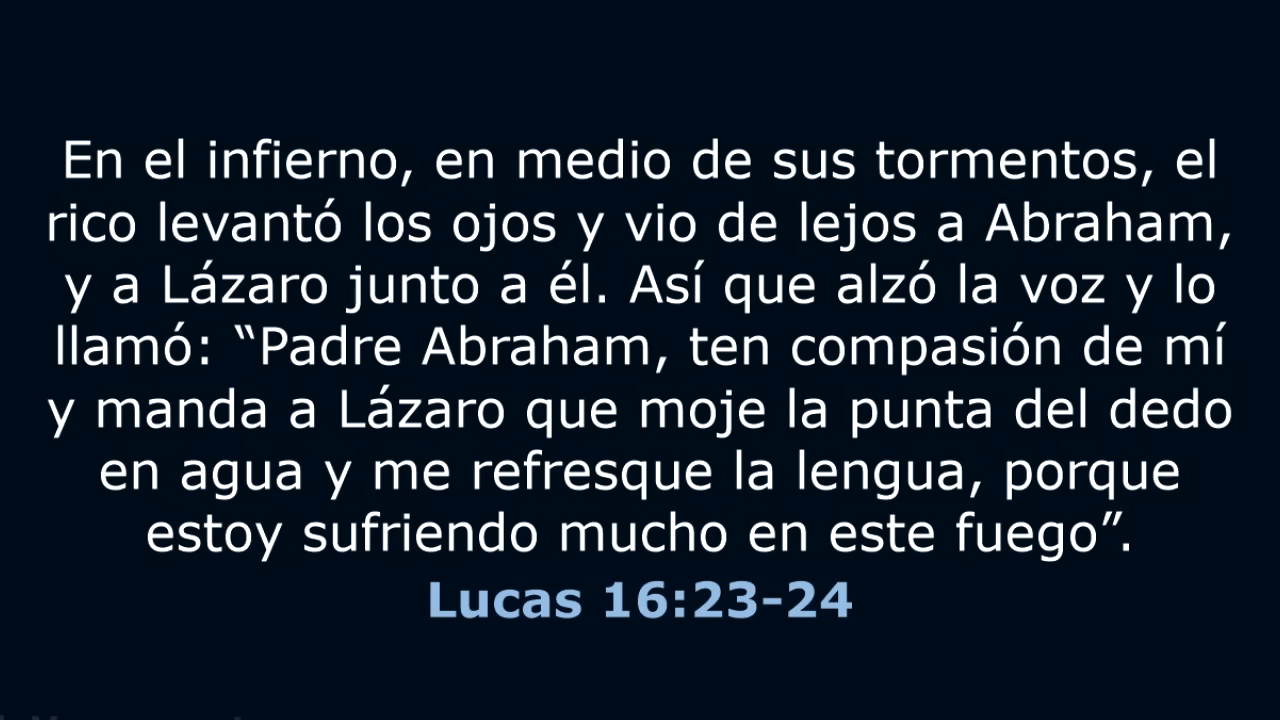 En el infierno, en medio de sus tormentos, el
rico levantó los ojos y vio de lejos a Abraham,
y a Lázaro junto a él. Así que alzó la voz y lo
llamó: “Padre Abraham, ten compasión de mí
y manda a Lázaro que moje la punta del dedo
en agua y me refresque la lengua, porque
estoy sufriendo mucho en este fuego”.
Lucas 16:23-24